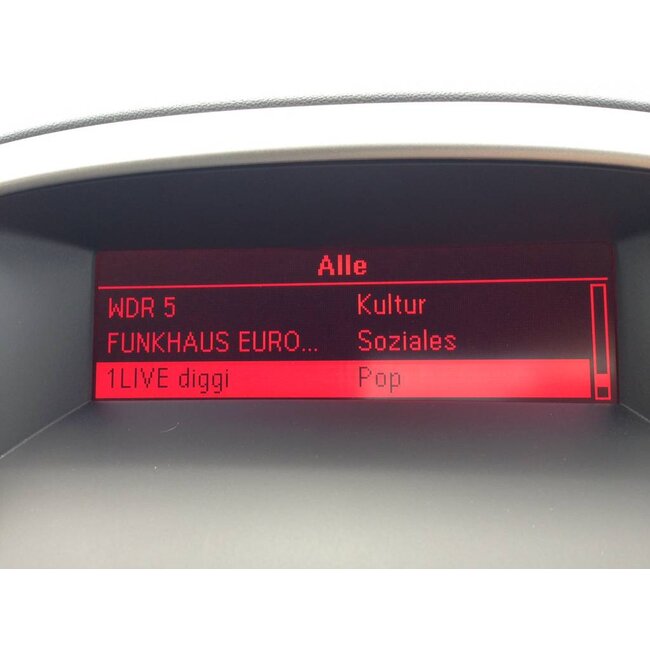 Alle
WDR 5 Kultur
FUNKHAUS EURO... Soziales
1LIVE diggi Pop